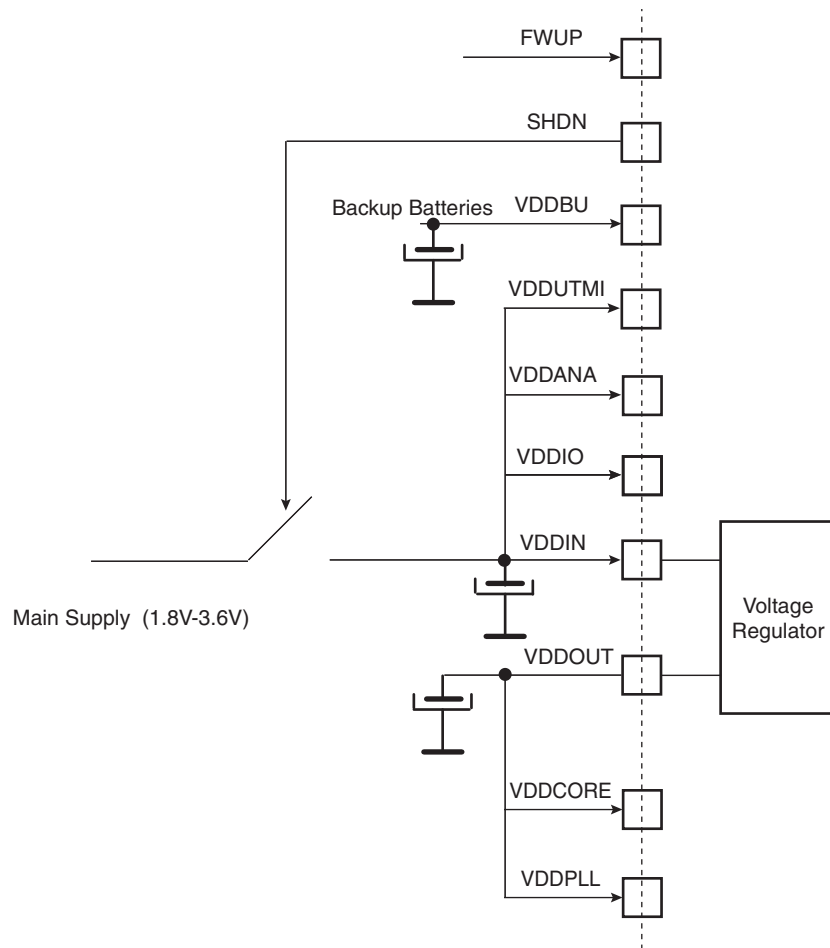 FWUP
SHDN
Backup Batteries
VDDBU
VDDUTMI
VDDANA
VDDIO
VDDIN
Main Supply (1.8V-3.6V)
Voltage
Regulator
VDDOUT
VDDCORE
VDDPLL